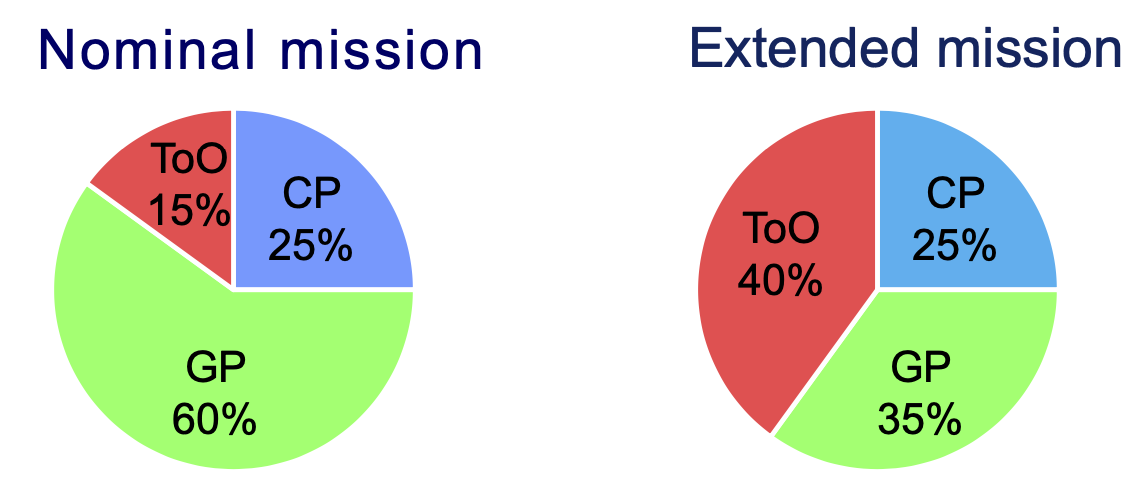 Nominal mission
ToO
15%
CP
25%
GP
60%
Extended mission
ToO
40%
CP
25%
GP
35%